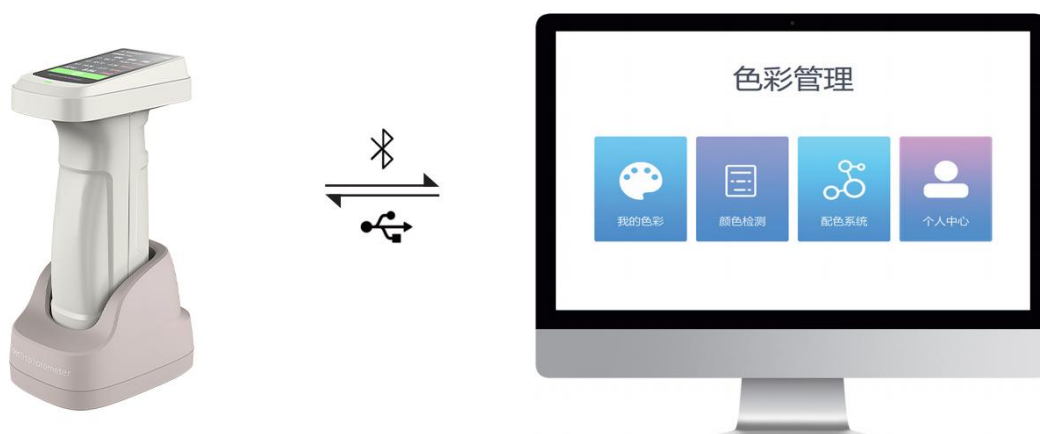 色彩管理
我的色彩
颜色检测
配色系统
个人中心